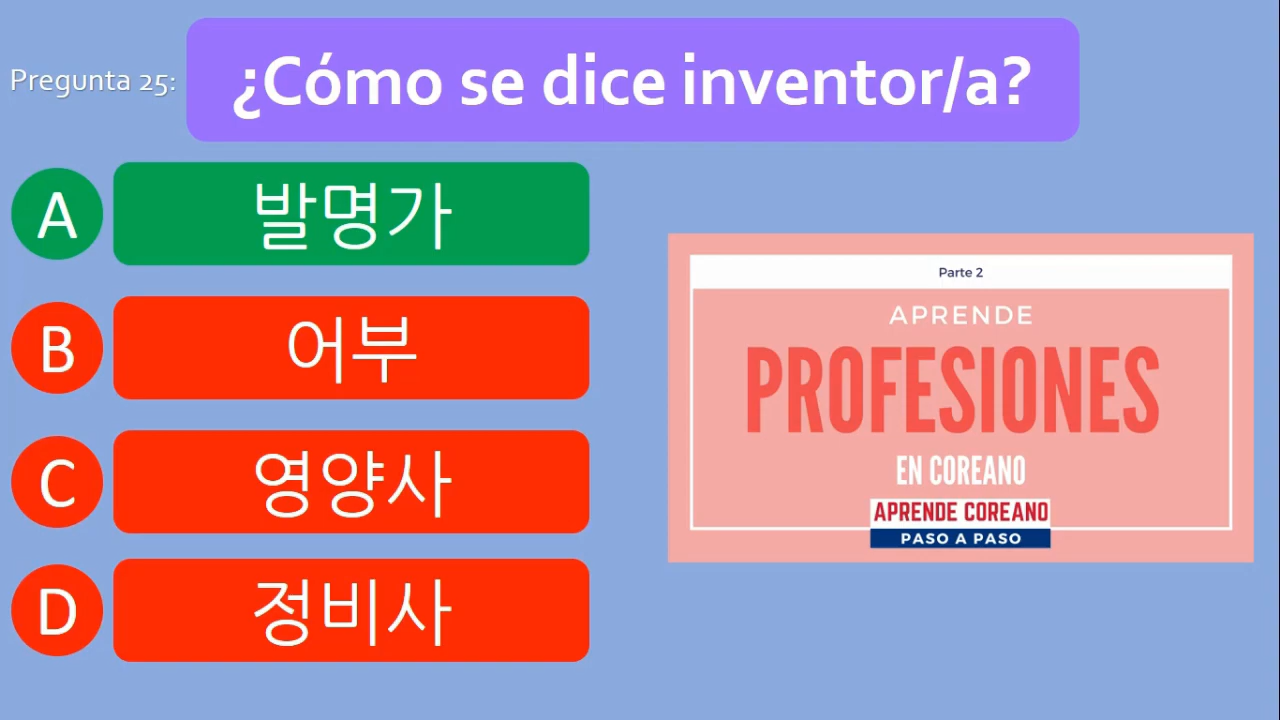 Pregunta 25:
¿Cómo se dice inventor/a?
A
발명가
B
어부
C
영양사
D
정비사
Parte 2
APRENDE
PROFESIONES
EN COREANO
APRENDE COREANO
PASO A PASO